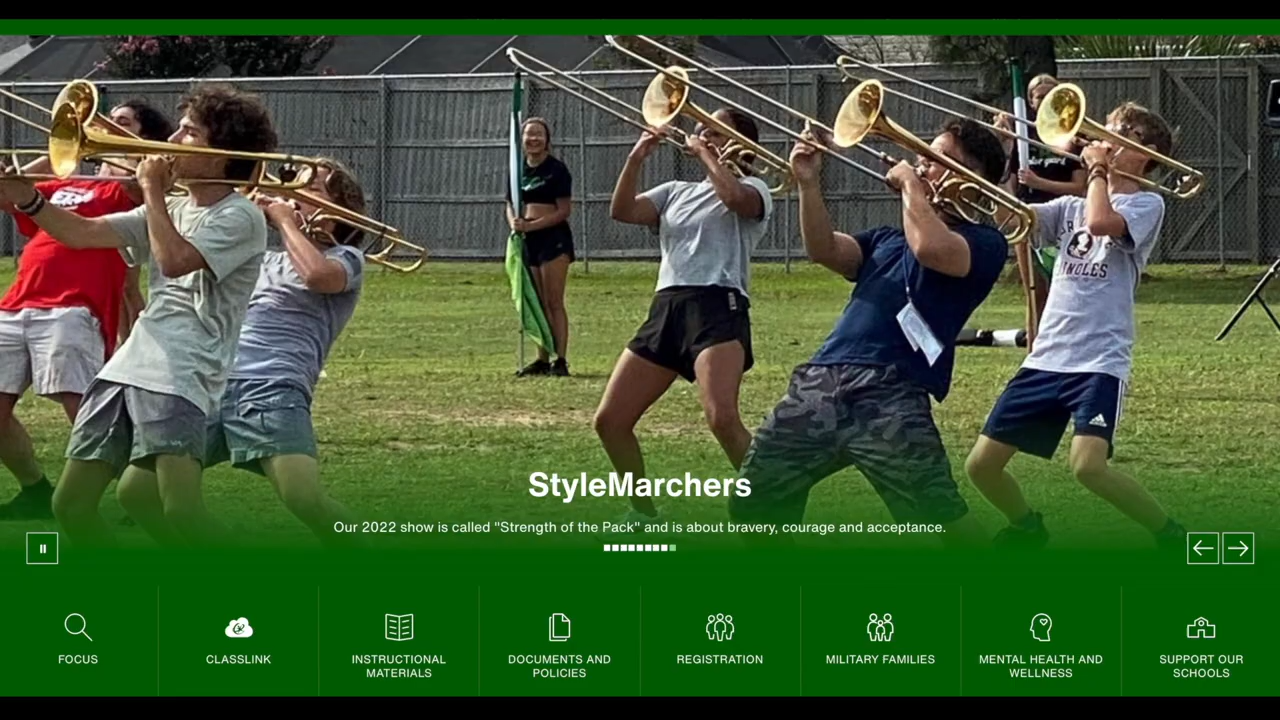 StyleMarchers
Our 2022 show is called "Strength of the Pack" and is about bravery, courage and acceptance.
FOCUS
CLASSLINK
INSTRUCTIONAL
MATERIALS
DOCUMENTS AND
POLICIES
REGISTRATION
MILITARY FAMILIES
MENTAL HEALTH AND
WELLNESS
SUPPORT OUR
SCHOOLS